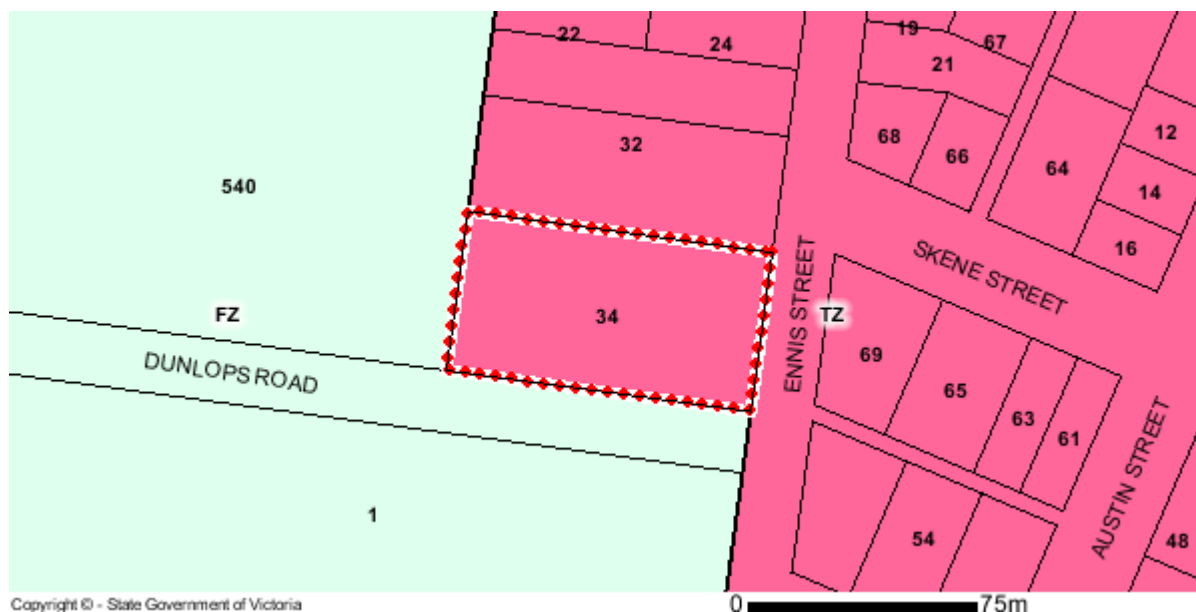 22
24
19
67
21
32
68
66
64
12
14
16
540
SKENE STREET
ENNIS STREET
34
FZ
TZ
DUNLOPS ROAD
69
65
63
61
AUSTIN STREET
1
54
48
Copyright © - State Government of Victoria
0 75m